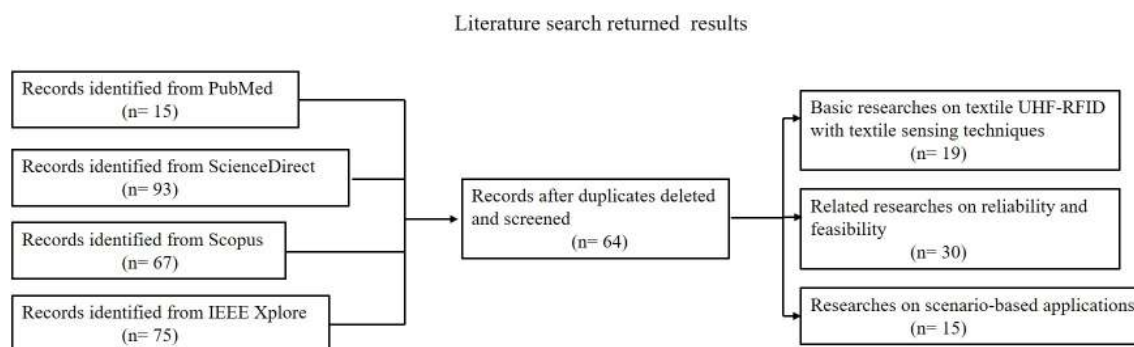 Literature search returned results
Records identified from PubMed
(n= 15)
Records identified from ScienceDirect
(n= 93)
Records identified from Scopus
(n= 67)
Records identified from IEEE Xplore
(n= 75)
Records after duplicates deleted
and screened
(n= 64)
Basic researches on textile UHF-RFID
with textile sensing techniques
(n= 19)
Related researches on reliability and
feasibility
(n= 30)
Researches on scenario-based applications
(n= 15)